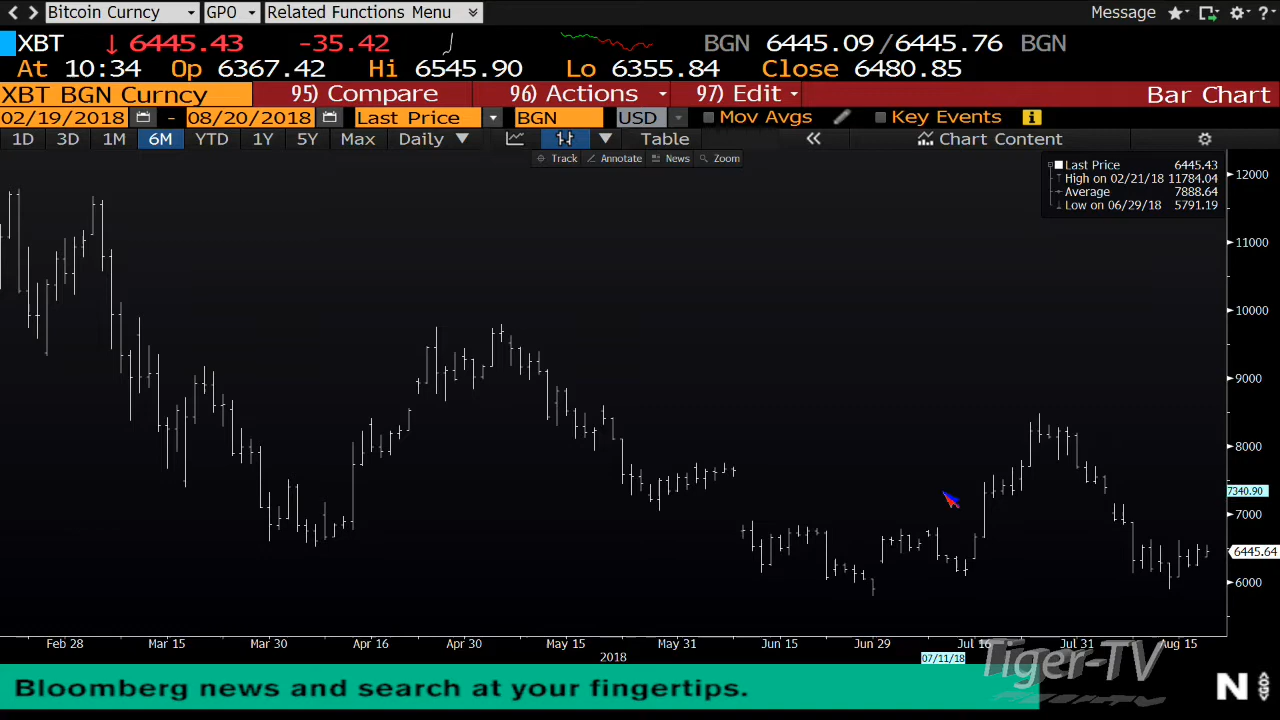 Bitcoin Curncy GPO Related Functions Menu Message ?
XBT 6445.43 -35.42 BGN 6445.09/6445.76 BGN
At 10:34 Op 6367.42 Hi 6545.90 Lo 6355.84 Close 6480.85
XBT BGN Curncy 95) Compare 96) Actions 97) Edit Bar Chart
02/19/2018 - 08/20/2018 Last Price BGN USD Mov Avgs Key Events i
1D 3D 1M 6M YTD 1Y 5Y Max Daily Table « Chart Content
Track Annotate News Zoom
Last Price 6445.43
High on 02/21/18 11784.04
Average 7888.64
Low on 06/29/18 5791.19
12000
11000
10000
9000
8000
7340.90
7000
6445.64
6000
Feb 28 Mar 15 Mar 30 Apr 16 Apr 30 May 15 May 31 Jun 15 Jun 29 Jul 16 Jul 31 Aug 15
2018
07/11/18
Tiger-TV
Bloomberg news and search at your fingertips.
N